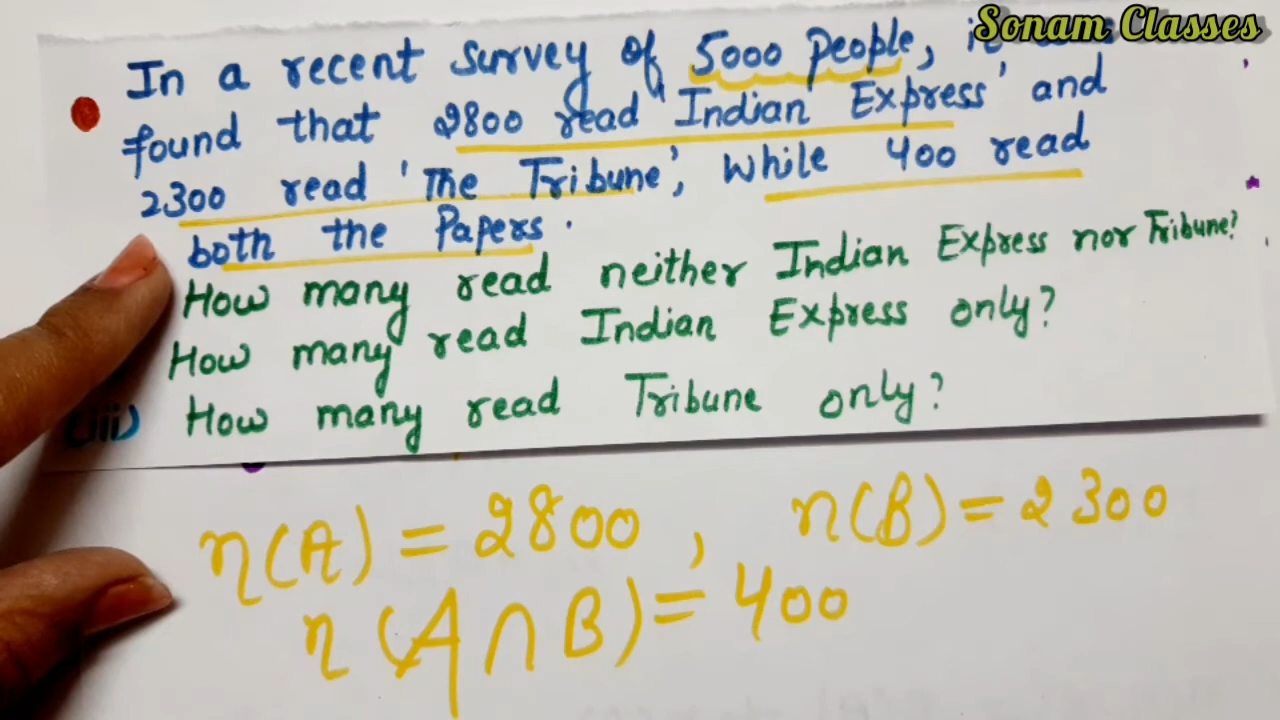 Sonam Classes
In a recent survey of 5000 People, it
found that 2800 read 'Indian Express' and
2300 read 'The Tribune', While 400 read
both the Papers.
How many read neither Indian Express nor Tribune?
How many read Indian Express only?
(iii) How many read Tribune only?
n(A) = 2800, n(B) = 2300
n(A∩B) = 400